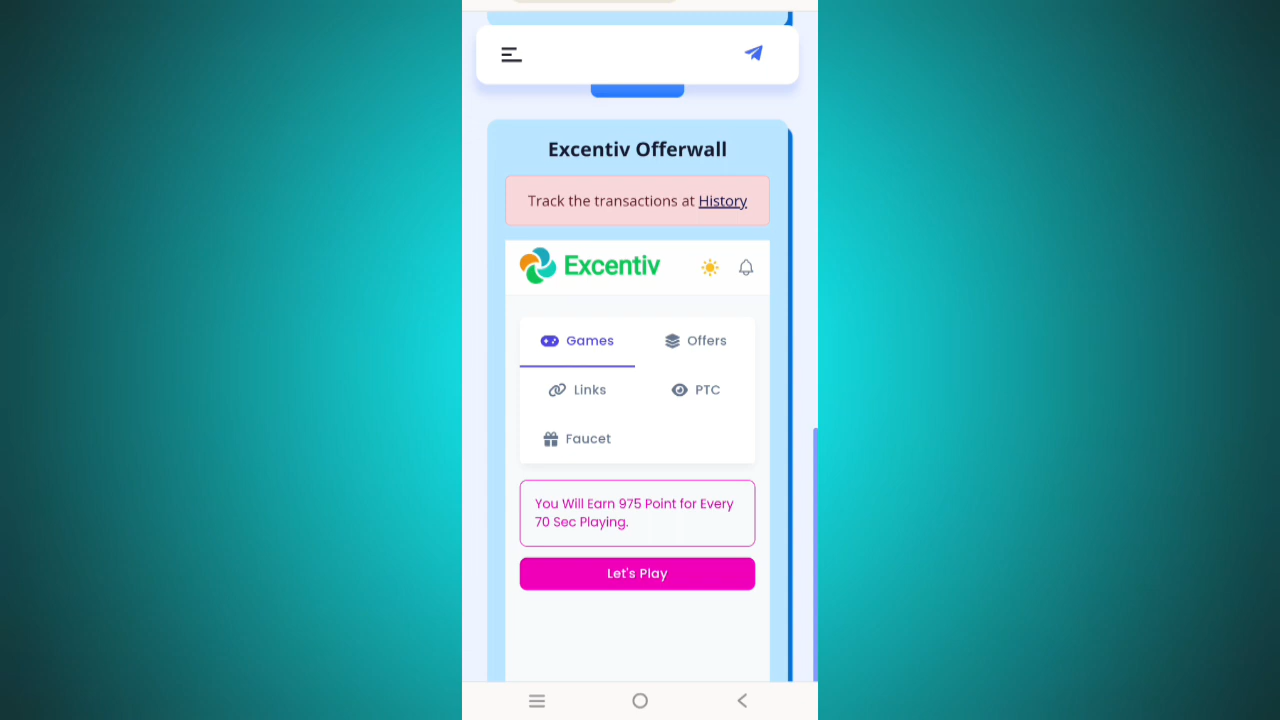 Excentiv Offerwall
Track the transactions at History
Excentiv
Games
Offers
Links
PTC
Faucet
You Will Earn 975 Point for Every
70 Sec Playing.
Let's Play